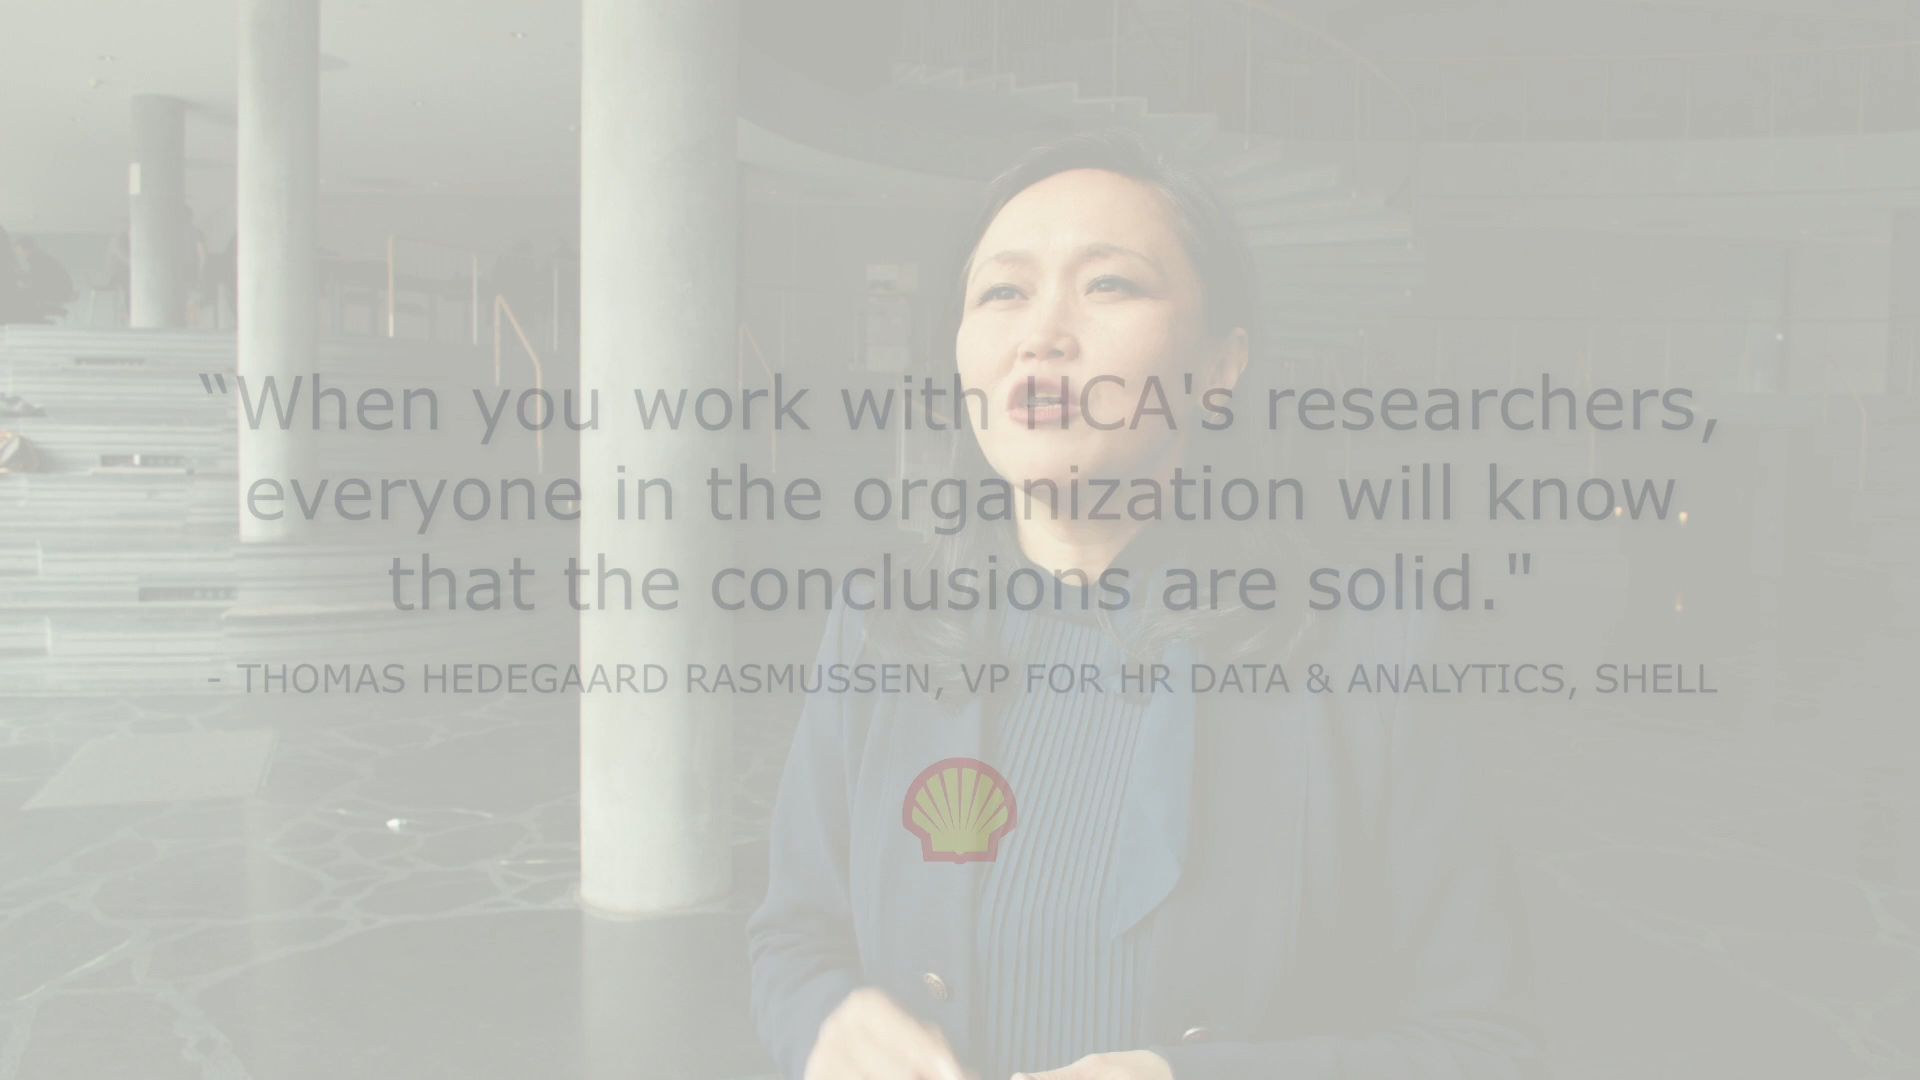 “When you work with HCA's researchers,
everyone in the organization will know
that the conclusions are solid."
- THOMAS HEDEGAARD RASMUSSEN, VP FOR HR DATA & ANALYTICS, SHELL